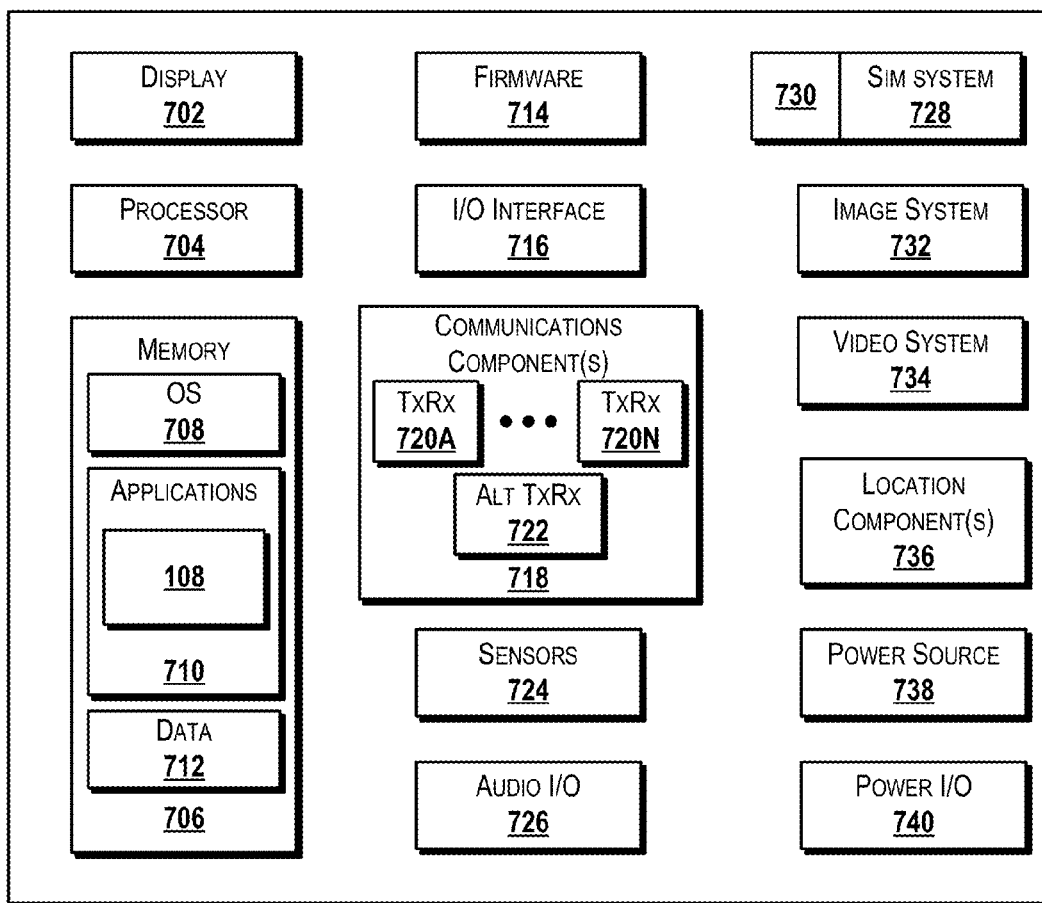 DISPLAY
702
PROCESSOR
704
MEMORY
OS
708
APPLICATIONS
108
710
DATA
712
706
FIRMWARE
714
I/O INTERFACE
716
COMMUNICATIONS
COMPONENT(S)
TXRX
720A
TXRX
720N
ALT TXRX
722
718
SENSORS
724
AUDIO I/O
726
730
SIM SYSTEM
728
IMAGE SYSTEM
732
VIDEO SYSTEM
734
LOCATION
COMPONENT(S)
736
POWER SOURCE
738
POWER I/O
740